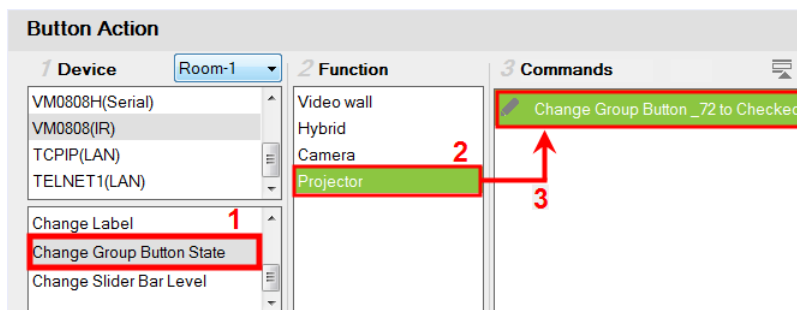 Button Action
1 Device
Room-1
2 Function
3 Commands
VM0808H(Serial)
VM0808(IR)
TCPIP(LAN)
TELNET1(LAN)
Video wall
Hybrid
Camera
Projector
2
Change Group Button _72 to Checked
3
Change Label
1
Change Group Button State
Change Slider Bar Level